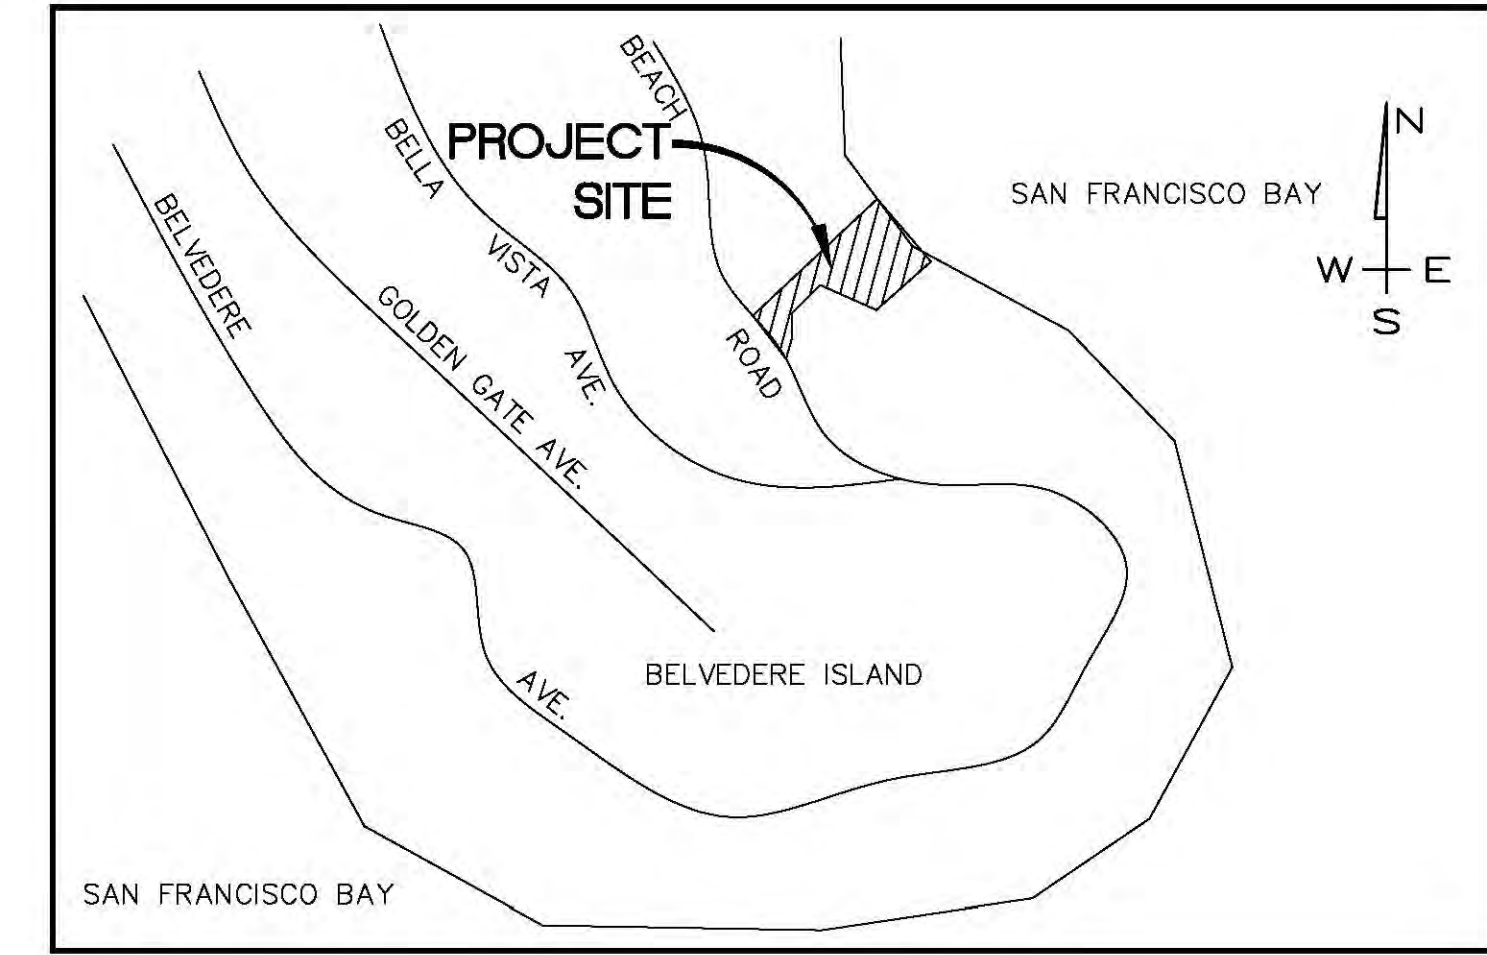 BEACH
ROAD
PROJECT
SITE
BELLA
VISTA
AVE.
BELVEDERE
AVE.
GOLDEN GATE AVE.
SAN FRANCISCO BAY
N
W E
S
BELVEDERE ISLAND
SAN FRANCISCO BAY